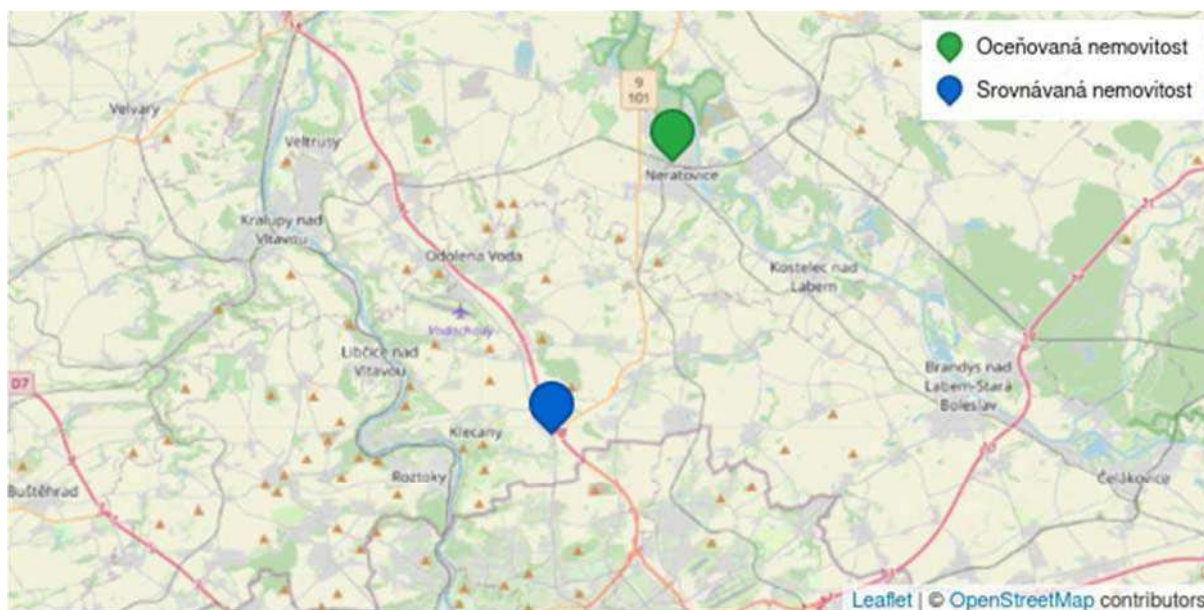 Oceňovaná nemovitost
Srovnávaná nemovitost
9
101
Velvary
Veltrusy
Neratovice
Kralupy nad
Vltavou
Odolena Voda
Kostelec nad
Labem
Vodochody
Libčice nad
Vltavou
Brandýs nad
Labem-Stará
Boleslav
D7
Klecany
Roztoky
Buštěhrad
Čelákovice
Leaflet | © OpenStreetMap contributors